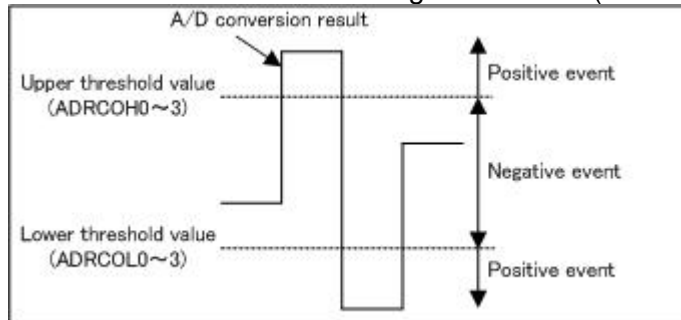 A/D conversion result
Upper threshold value
(ADRCOH0～3)
Positive event
Negative event
Lower threshold value
(ADRCOL0～3)
Positive event